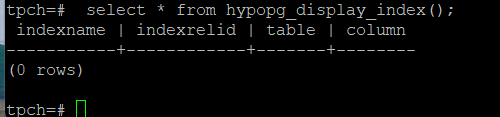 tpch=#  select * from hypopg_display_index();
 indexname | indexrelid | table | column
-----------+------------+-------+--------
(0 rows)
tpch=#